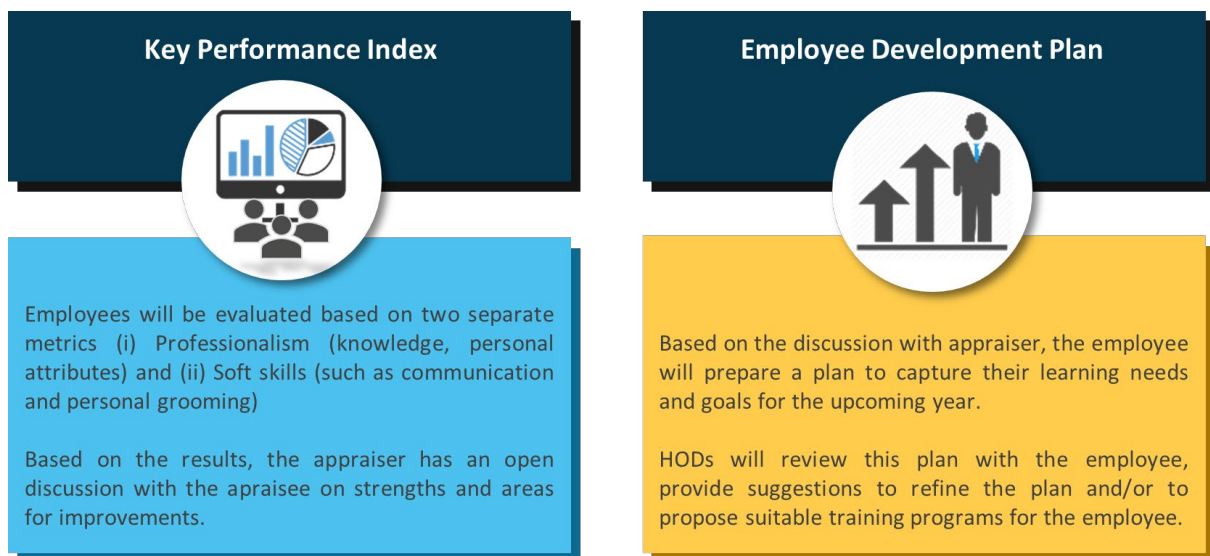 Key Performance Index
Employees will be evaluated based on two separate
metrics (i) Professionalism (knowledge, personal
attributes) and (ii) Soft skills (such as communication
and personal grooming)
Based on the results, the appraiser has an open
discussion with the apraisee on strengths and areas
for improvements.
Employee Development Plan
Based on the discussion with appraiser, the employee
will prepare a plan to capture their learning needs
and goals for the upcoming year.
HODs will review this plan with the employee,
provide suggestions to refine the plan and/or to
propose suitable training programs for the employee.